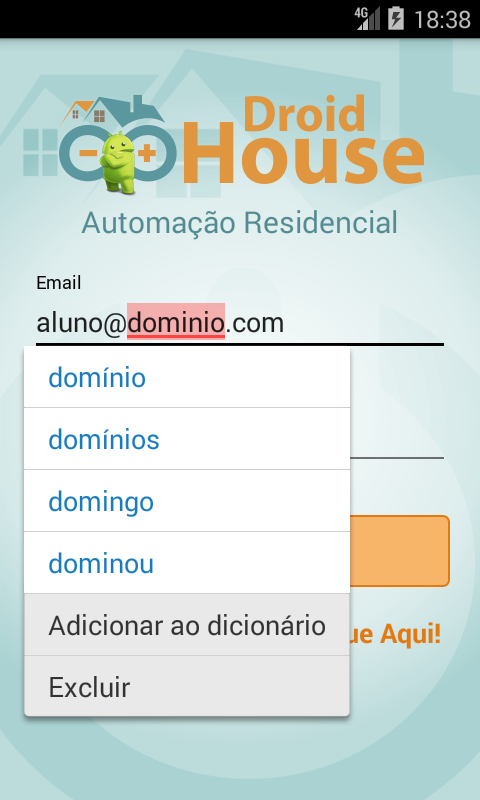 4G 18:38
Droid
House
Automação Residencial
Email
aluno@dominio.com
domínio
domínios
domingo
dominou
Adicionar ao dicionário
Aqui!
Excluir